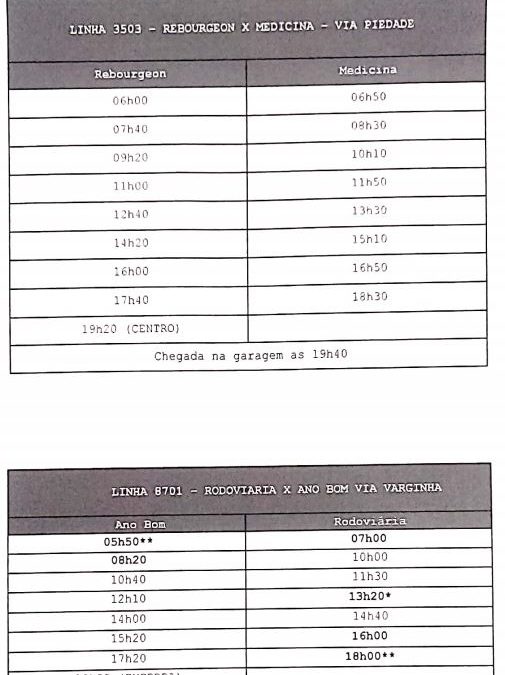 LINHA 3503 - REBOURGEON X MEDICINA - VIA PIEDADE
Rebourgeon Medicina
06h00 06h50
07h40 08h30
09h20 10h10
11h00 11h50
12h40 13h30
14h20 15h10
16h00 16h50
17h40 18h30
19h20 (CENTRO)
Chegada na garagem as 19h40
LINHA 8701 - RODOVIARIA X ANO BOM VIA VARGINHA
Ano Bom Rodoviária
05h50** 07h00
08h20 10h00
10h40 11h30
12h10 13h20*
14h00 14h40
15h20 16h00
17h20 18h00**